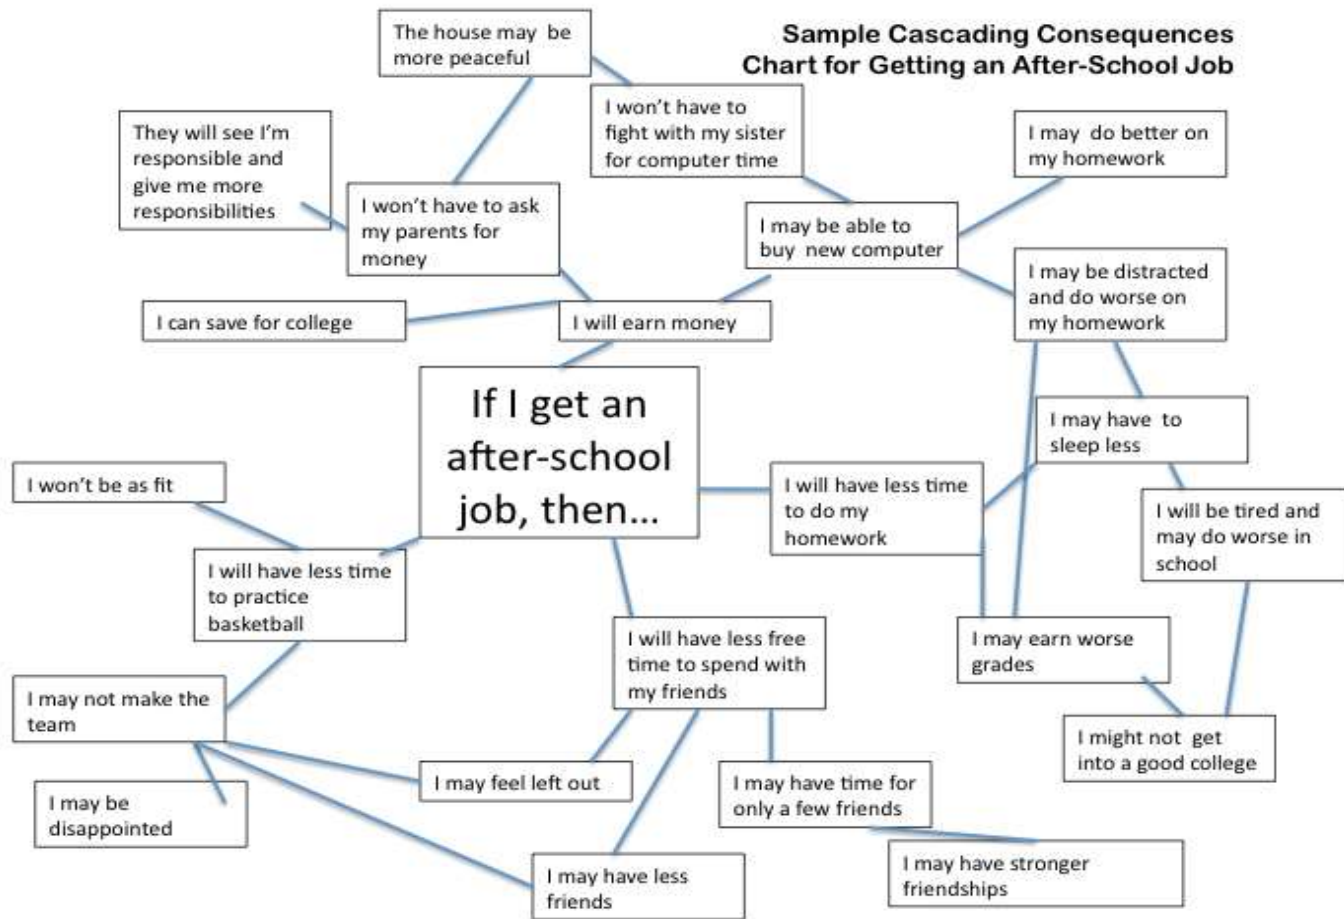 Sample Cascading Consequences
Chart for Getting an After-School Job
The house may be
more peaceful
I won't have to
fight with my sister
for computer time
I may do better on
my homework
They will see I'm
responsible and
give me more
responsibilities
I won't have to ask
my parents for
money
I may be able to
buy new computer
I may be distracted
and do worse on
my homework
I can save for college
I will earn money
If I get an
after-school
job, then...
I may have to
sleep less
I won't be as fit
I will have less time
to do my
homework
I will be tired and
may do worse in
school
I will have less time
to practice
basketball
I will have less free
time to spend with
my friends
I may earn worse
grades
I may not make the
team
I might not get
into a good college
I may feel left out
I may have time for
only a few friends
I may be
disappointed
I may have less
friends
I may have stronger
friendships